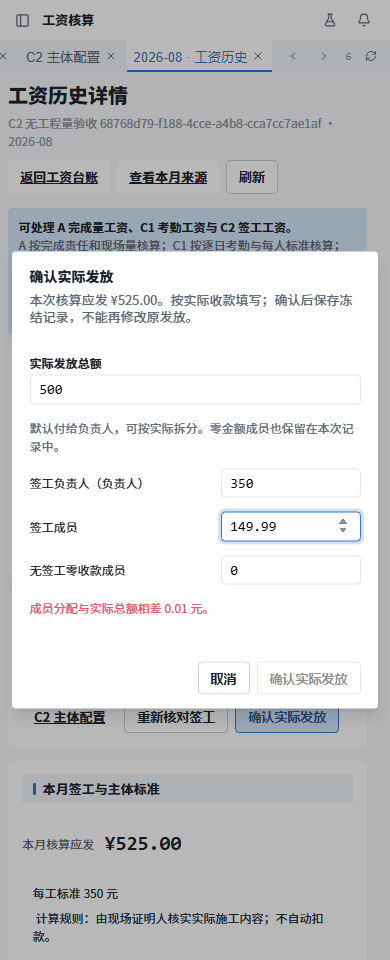 工资核算
C2 主体配置
2026-08 · 工资历史
6
工资历史详情
C2 无工程量验收 68768d79-f188-4cce-a4b8-cca7cc7ae1af •
2026-08
返回工资台账
查看本月来源
刷新
可处理 A 完成量工资、C1 考勤工资与 C2 签工工资。
A 按完成责任和现场量核算；C1 按逐日考勤与每人标准核算；
确认实际发放
本次核算应发 ¥525.00。按实际收款填写；确认后保存冻
结记录，不能再修改原发放。
实际发放总额
500
默认付给负责人，可按实际拆分。零金额成员也保留在本次记
录中。
签工负责人（负责人）
350
签工成员
149.99
无签工零收款成员
0
成员分配与实际总额相差 0.01 元。
取消
确认实际发放
C2 主体配置
重新核对签工
确认实际发放
本月签工与主体标准
本月核算应发 ¥525.00
每工标准 350 元
计算规则：由现场证明人核实实际施工内容；不自动扣
款。